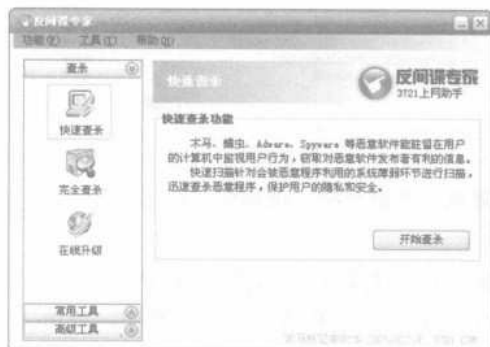 反间谍专家
功能(F) 工具(T) 帮助(H)
查杀
快速查杀
完全查杀
在线升级
常用工具
高级工具
快速查杀
反间谍专家
3721上网助手
快速查杀功能
木马、蠕虫、Adware、Spyware 等恶意软件能驻留在用户
的计算机中监视用户行为，窃取对恶意软件发布者有利的信息。
快速扫描针对会被恶意程序利用的系统薄弱环节进行扫描，
迅速查杀恶意程序，保护用户的隐私和安全。
开始查杀